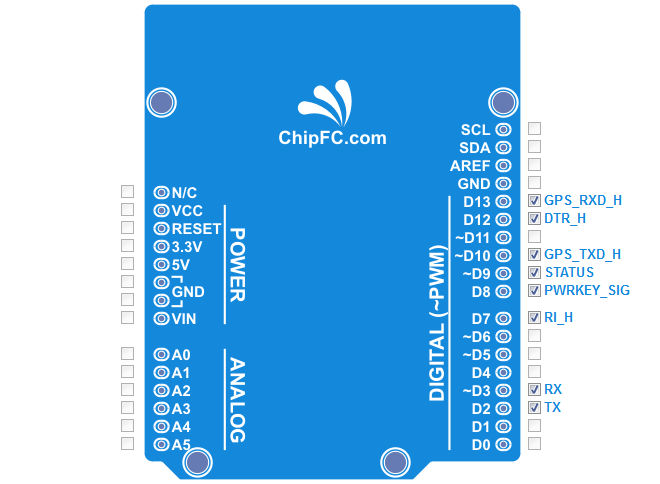 ChipFC.com
SCL
SDA
AREF
GND
D13 GPS_RXD_H
D12 DTR_H
~D11
~D10 GPS_TXD_H
~D9 STATUS
D8 PWRKEY_SIG
D7 RI_H
~D6
~D5
D4
~D3 RX
D2 TX
D1
D0
DIGITAL (~PWM)
N/C
VCC
RESET
3.3V
5V
GND
VIN
POWER
A0
A1
A2
A3
A4
A5
ANALOG